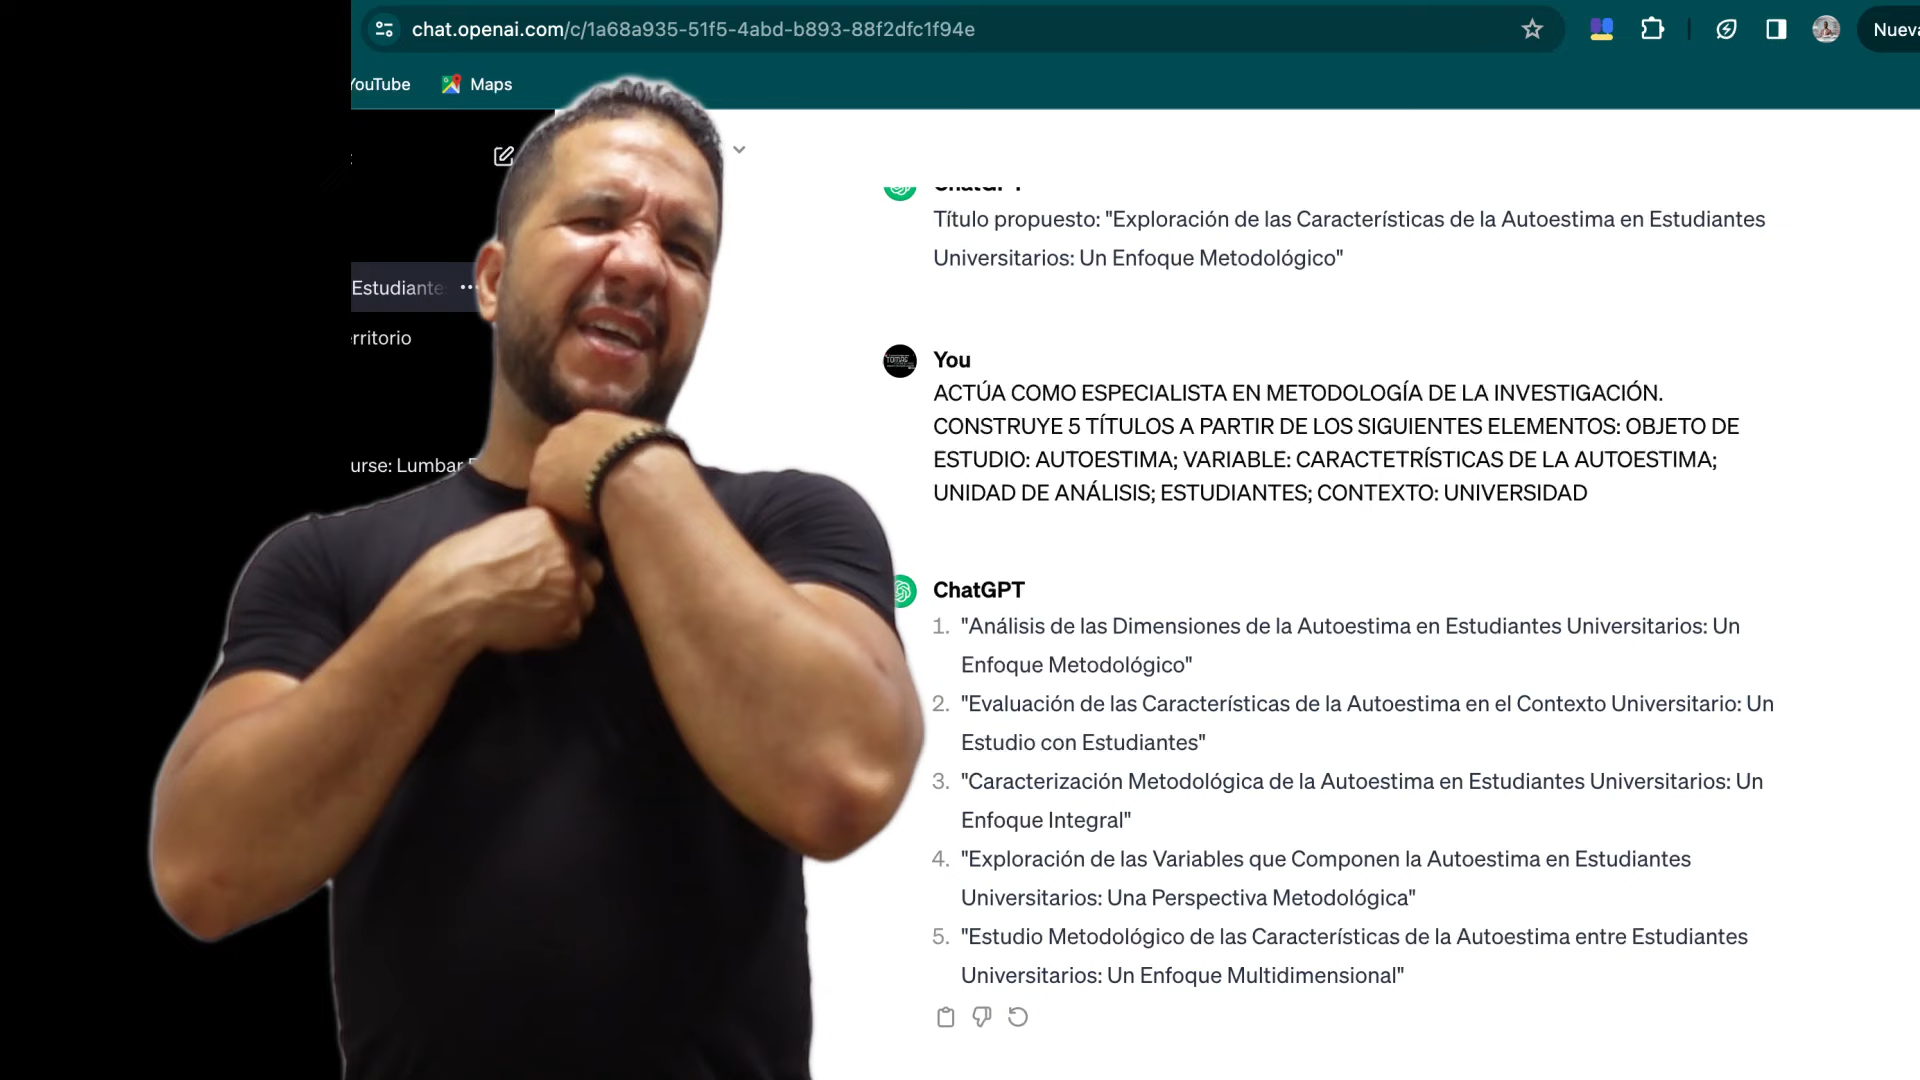 chat.openai.com/c/1a68a935-51f5-4abd-b893-88f2dfc1f94e
Nueva
YouTube
Maps
ChatGPT
Título propuesto: "Exploración de las Características de la Autoestima en Estudiantes
Universitarios: Un Enfoque Metodológico"
Estudiante
rritorio
urse: Lumbar
You
ACTÚA COMO ESPECIALISTA EN METODOLOGÍA DE LA INVESTIGACIÓN.
CONSTRUYE 5 TÍTULOS A PARTIR DE LOS SIGUIENTES ELEMENTOS: OBJETO DE
ESTUDIO: AUTOESTIMA; VARIABLE: CARACTETRÍSTICAS DE LA AUTOESTIMA;
UNIDAD DE ANÁLISIS; ESTUDIANTES; CONTEXTO: UNIVERSIDAD
ChatGPT
1. "Análisis de las Dimensiones de la Autoestima en Estudiantes Universitarios: Un
Enfoque Metodológico"
2. "Evaluación de las Características de la Autoestima en el Contexto Universitario: Un
Estudio con Estudiantes"
3. "Caracterización Metodológica de la Autoestima en Estudiantes Universitarios: Un
Enfoque Integral"
4. "Exploración de las Variables que Componen la Autoestima en Estudiantes
Universitarios: Una Perspectiva Metodológica"
5. "Estudio Metodológico de las Características de la Autoestima entre Estudiantes
Universitarios: Un Enfoque Multidimensional"